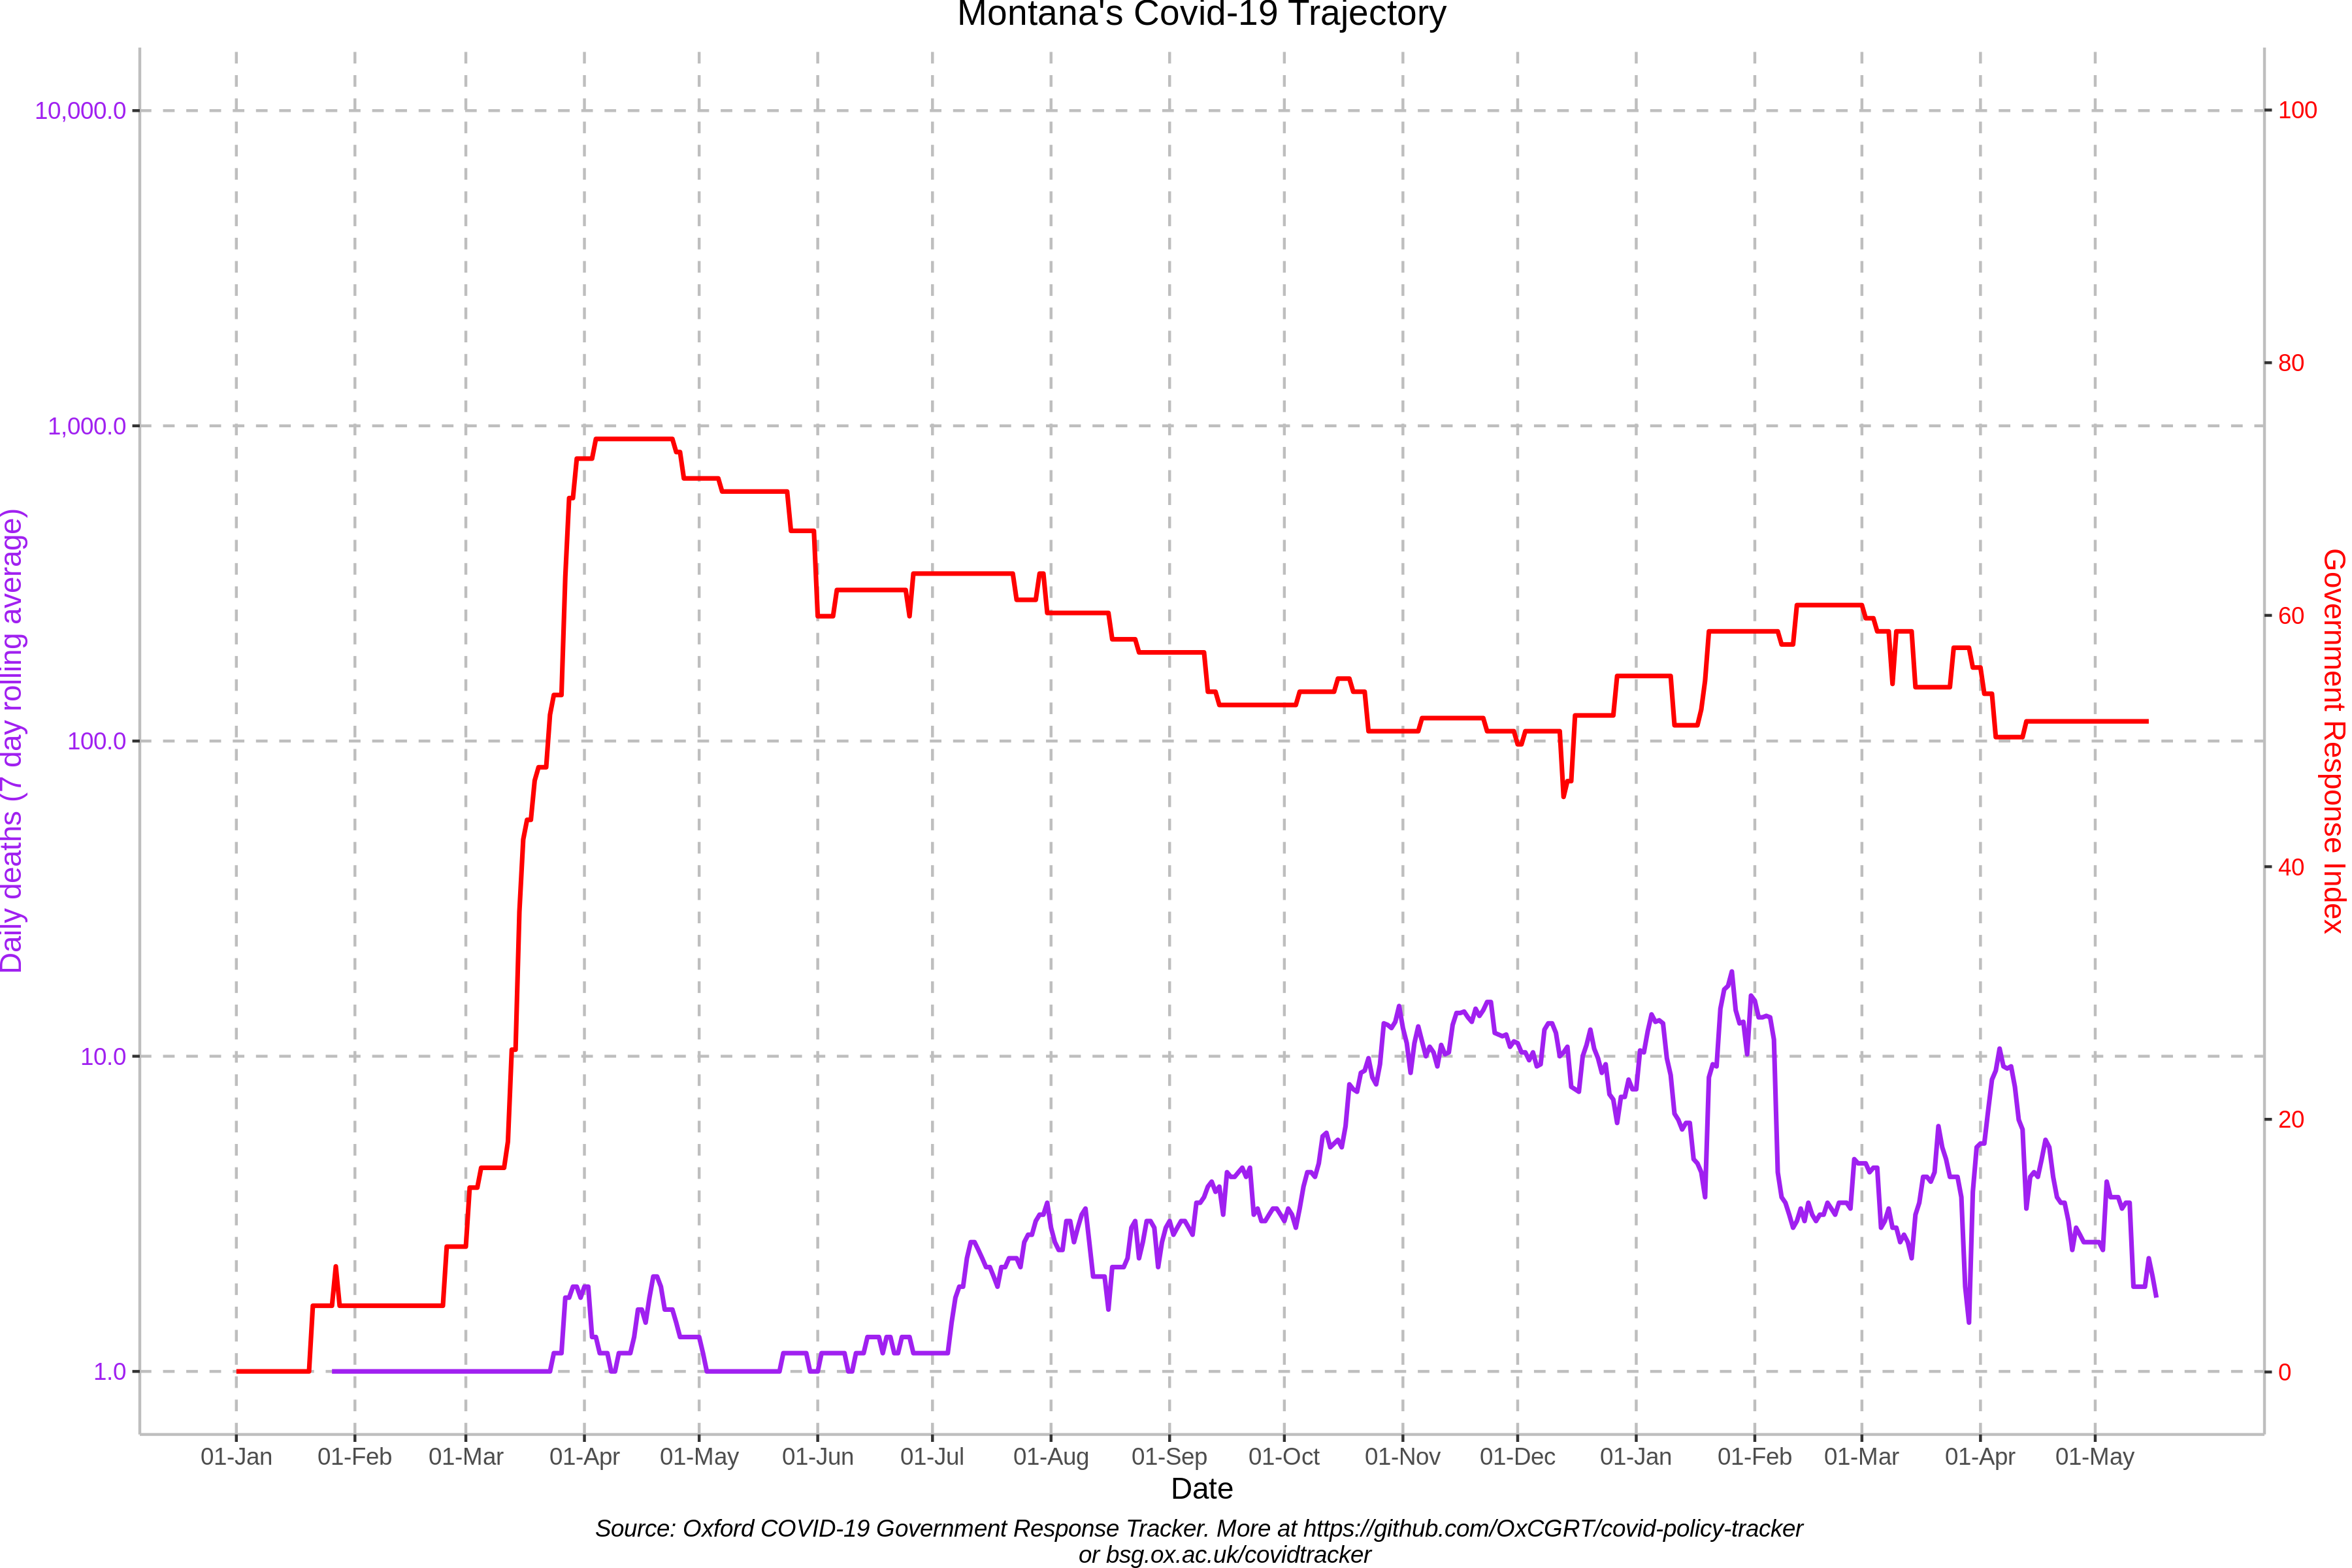 Montana's Covid-19 Trajectory
10,000.0
1,000.0
100.0
10.0
1.0
Daily deaths (7 day rolling average)
100
80
60
40
20
0
Government Response Index
01-Jan 01-Feb 01-Mar 01-Apr 01-May 01-Jun 01-Jul 01-Aug 01-Sep 01-Oct 01-Nov 01-Dec 01-Jan 01-Feb 01-Mar 01-Apr 01-May
Date
Source: Oxford COVID-19 Government Response Tracker. More at https://github.com/OxCGRT/covid-policy-tracker
or bsg.ox.ac.uk/covidtracker